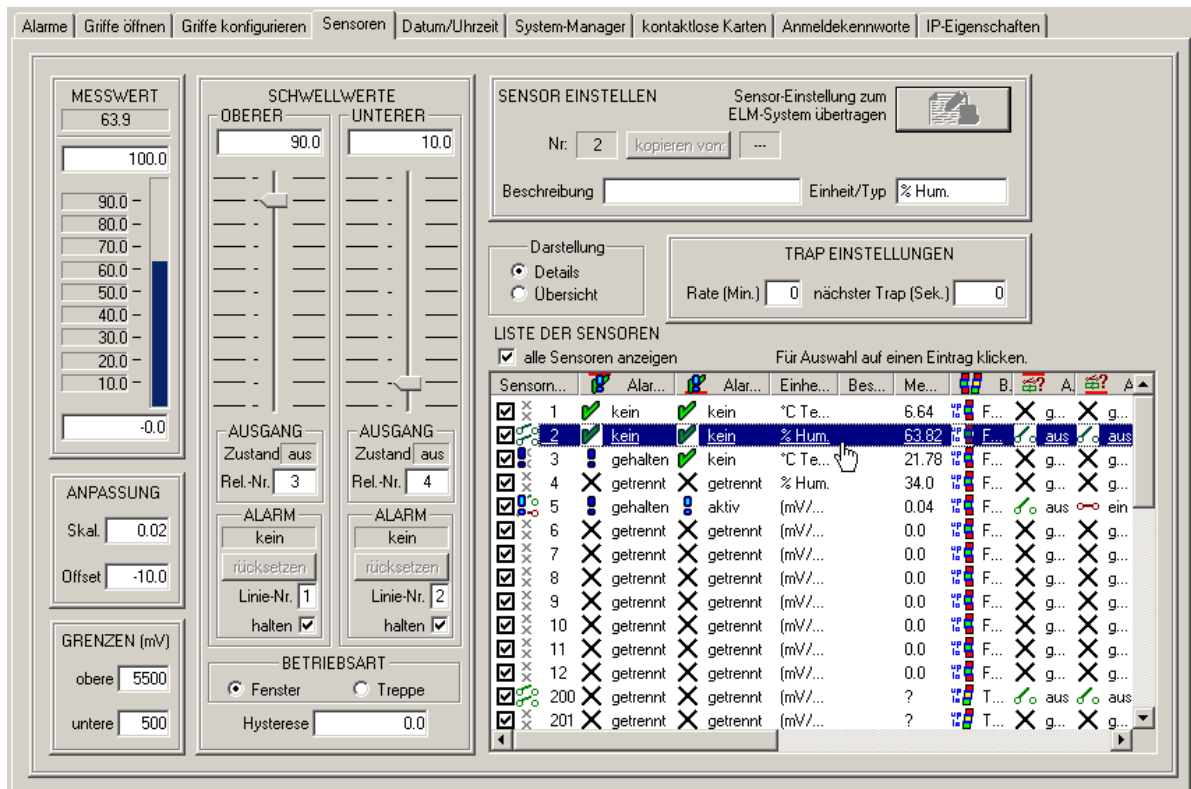 Alarme Griffe öffnen Griffe konfigurieren Sensoren Datum/Uhrzeit System-Manager kontaktlose Karten Anmeldekennworte IP-Eigenschaften
MESSWERT
63.9
100.0
90.0
80.0
70.0
60.0
50.0
40.0
30.0
20.0
10.0
-0.0
ANPASSUNG
Skal. 0.02
Offset -10.0
GRENZEN (mV)
obere 5500
untere 500
SCHWELLWERTE
OBERER UNTERER
90.0 10.0
AUSGANG AUSGANG
Zustand aus Zustand aus
Rel.-Nr. 3 Rel.-Nr. 4
ALARM ALARM
kein kein
rücksetzen rücksetzen
Linie-Nr. 1 Linie-Nr. 2
halten halten
BETRIEBSART
Fenster Treppe
Hysterese 0.0
SENSOR EINSTELLEN
Sensor-Einstellung zum
ELM-System übertragen
Nr: 2 kopieren von: ---
Beschreibung Einheit/Typ % Hum.
Darstellung
Details
Übersicht
TRAP EINSTELLUNGEN
Rate (Min.) 0 nächster Trap (Sek.) 0
LISTE DER SENSOREN
alle Sensoren anzeigen Für Auswahl auf einen Eintrag klicken.
Sensorn... Alar... Alar... Einhe... Bes... Me... B. A. A
1 kein kein °C Te... 6.64 F... g... g...
2 kein kein % Hum. 63.82 F... aus aus
3 gehalten kein °C Te... 21.78 F... g... g...
4 getrennt getrennt % Hum. 34.0 F... g... g...
5 gehalten aktiv (mV/... 0.04 F... aus ein
6 getrennt getrennt (mV/... 0.0 F... g... g...
7 getrennt getrennt (mV/... 0.0 F... g... g...
8 getrennt getrennt (mV/... 0.0 F... g... g...
9 getrennt getrennt (mV/... 0.0 F... g... g...
10 getrennt getrennt (mV/... 0.0 F... g... g...
11 getrennt getrennt (mV/... 0.0 F... g... g...
12 getrennt getrennt (mV/... 0.0 F... g... g...
200 getrennt getrennt (mV/... ? T... aus aus
201 getrennt getrennt (mV/... ? T... g... g...